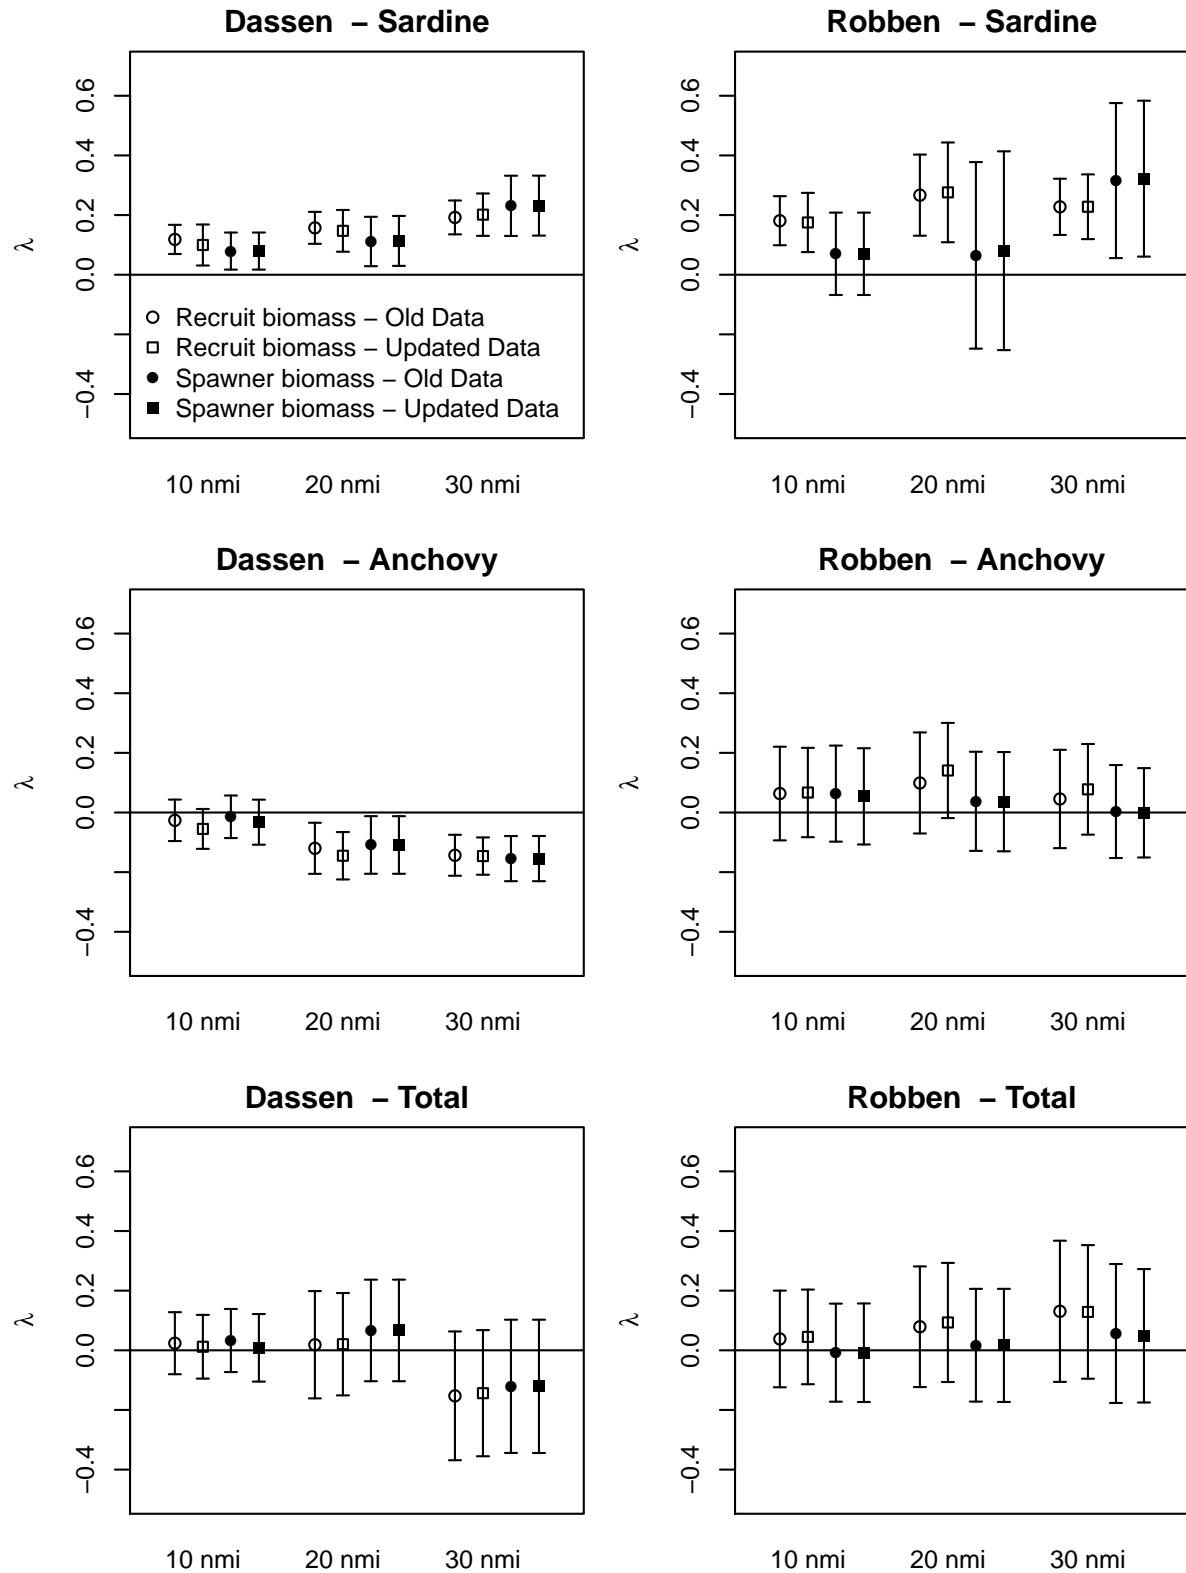 Dassen – Sardine
Robben – Sardine
λ
0.6
0.4
0.2
0.0
−0.4
Recruit biomass – Old Data
Recruit biomass – Updated Data
Spawner biomass – Old Data
Spawner biomass – Updated Data
10 nmi 20 nmi 30 nmi
λ
0.6
0.4
0.2
0.0
−0.4
10 nmi 20 nmi 30 nmi
Dassen – Anchovy
Robben – Anchovy
λ
0.6
0.4
0.2
0.0
−0.4
10 nmi 20 nmi 30 nmi
λ
0.6
0.4
0.2
0.0
−0.4
10 nmi 20 nmi 30 nmi
Dassen – Total
Robben – Total
λ
0.6
0.4
0.2
0.0
−0.4
10 nmi 20 nmi 30 nmi
λ
0.6
0.4
0.2
0.0
−0.4
10 nmi 20 nmi 30 nmi